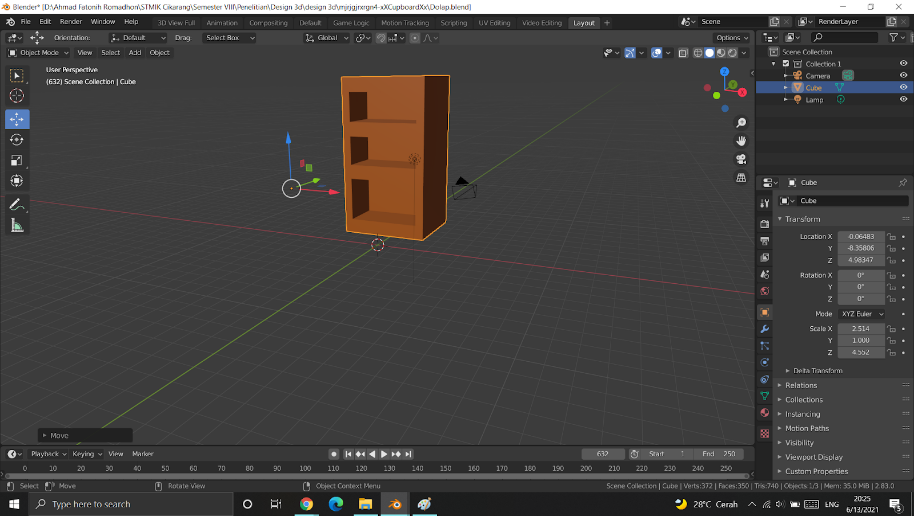 Blender* [D:\Ahmad Fatonih Romadhon\STMIK Cikarang\Semester VIII\Penelitian\Design 3d\design 3d\mjrjgjxrgn4-xXCupboardXx\Dolap.blend]
File Edit Render Window Help 3D View Full Animation Compositing Default Game Logic Motion Tracking Scripting UV Editing Video Editing Layout + Scene RenderLayer
Orientation: Default Drag Select Box Global Options
Object Mode View Select Add Object
User Perspective
(632) Scene Collection | Cube
Z
Y
X
Move
Scene Collection
Collection 1
Camera
Cube
Lamp
Cube
Cube
Transform
Location X -0.06483
Y -8.35806
Z 4.98347
Rotation X 0°
Y 0°
Z 0°
Mode XYZ Euler
Scale X 2.514
Y 1.000
Z 4.552
Delta Transform
Relations
Collections
Instancing
Motion Paths
Visibility
Viewport Display
Custom Properties
Playback Keying View Marker 632 Start 1 End 250
0 10 20 30 40 50 60 70 80 90 100 110 120 130 140 150 160 170 180 190 200 210 220 230 240 250
Select Rotate View Object Context Menu Scene Collection | Cube | Verts:372 | Faces:350 | Tris:740 | Objects:1/3 | Mem: 35.0 MiB | 2.83.0
Type here to search 28°C Cerah ENG 20:25
6/13/2021